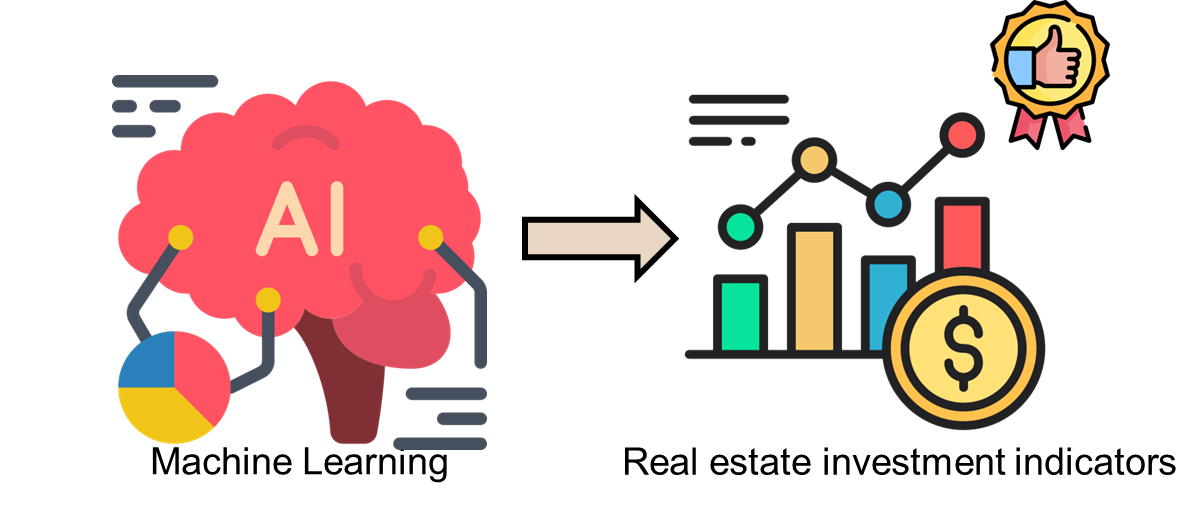 AI
$
Machine Learning
Real estate investment indicators